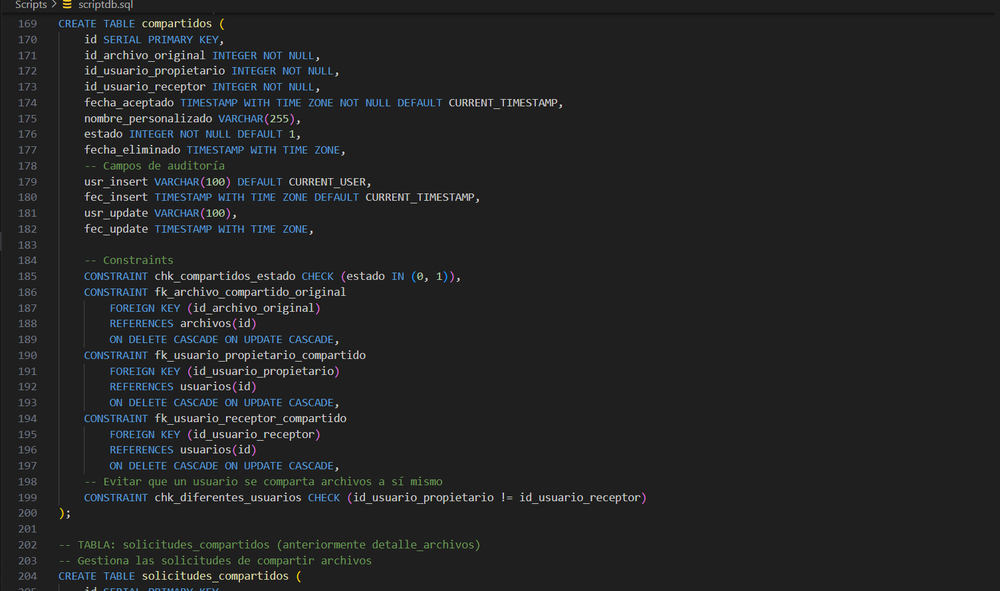 Scripts > scriptdb.sql
169 CREATE TABLE compartidos (
170 id SERIAL PRIMARY KEY,
171 id_archivo_original INTEGER NOT NULL,
172 id_usuario_propietario INTEGER NOT NULL,
173 id_usuario_receptor INTEGER NOT NULL,
174 fecha_aceptado TIMESTAMP WITH TIME ZONE NOT NULL DEFAULT CURRENT_TIMESTAMP,
175 nombre_personalizado VARCHAR(255),
176 estado INTEGER NOT NULL DEFAULT 1,
177 fecha_eliminado TIMESTAMP WITH TIME ZONE,
178 -- Campos de auditoría
179 usr_insert VARCHAR(100) DEFAULT CURRENT_USER,
180 fec_insert TIMESTAMP WITH TIME ZONE DEFAULT CURRENT_TIMESTAMP,
181 usr_update VARCHAR(100),
182 fec_update TIMESTAMP WITH TIME ZONE,
183
184 -- Constraints
185 CONSTRAINT chk_compartidos_estado CHECK (estado IN (0, 1)),
186 CONSTRAINT fk_archivo_compartido_original
187 FOREIGN KEY (id_archivo_original)
188 REFERENCES archivos(id)
189 ON DELETE CASCADE ON UPDATE CASCADE,
190 CONSTRAINT fk_usuario_propietario_compartido
191 FOREIGN KEY (id_usuario_propietario)
192 REFERENCES usuarios(id)
193 ON DELETE CASCADE ON UPDATE CASCADE,
194 CONSTRAINT fk_usuario_receptor_compartido
195 FOREIGN KEY (id_usuario_receptor)
196 REFERENCES usuarios(id)
197 ON DELETE CASCADE ON UPDATE CASCADE,
198 -- Evitar que un usuario se comparta archivos a sí mismo
199 CONSTRAINT chk_diferentes_usuarios CHECK (id_usuario_propietario != id_usuario_receptor)
200 );
201
202 -- TABLA: solicitudes_compartidos (anteriormente detalle_archivos)
203 -- Gestiona las solicitudes de compartir archivos
204 CREATE TABLE solicitudes_compartidos (
205 id SERIAL PRIMARY KEY